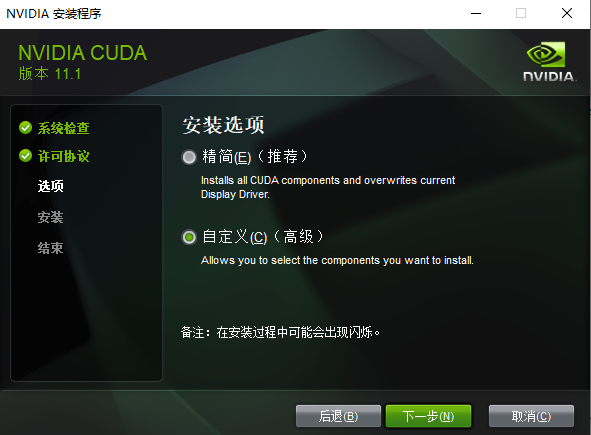 NVIDIA 安装程序
NVIDIA CUDA
版本 11.1
NVIDIA.
系统检查
许可协议
选项
安装
结束
安装选项
精简(E)（推荐）
Installs all CUDA components and overwrites current
Display Driver.
自定义(C)（高级）
Allows you to select the components you want to install.
备注：在安装过程中可能会出现闪烁。
后退(B)
下一步(N)
取消(C)